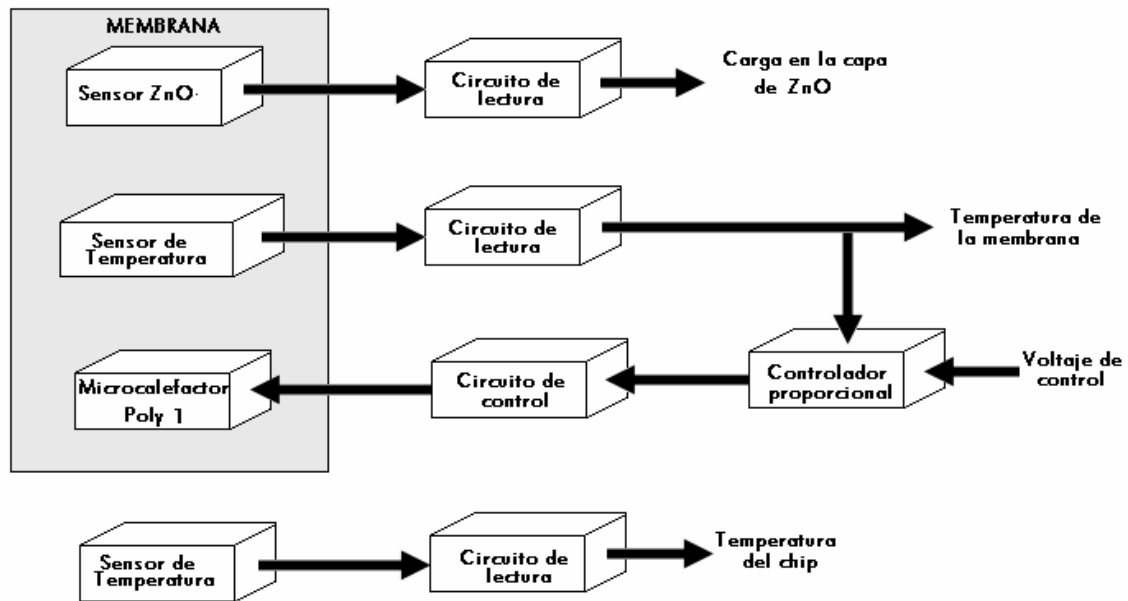 MEMBRANA
Sensor ZnO
Circuito de
lectura
Carga en la capa
de ZnO
Sensor de
Temperatura
Circuito de
lectura
Temperatura de
la membrana
Microcalefactor
Poly 1
Circuito de
control
Controlador
proporcional
Voltaje de
control
Sensor de
Temperatura
Circuito de
lectura
Temperatura
del chip